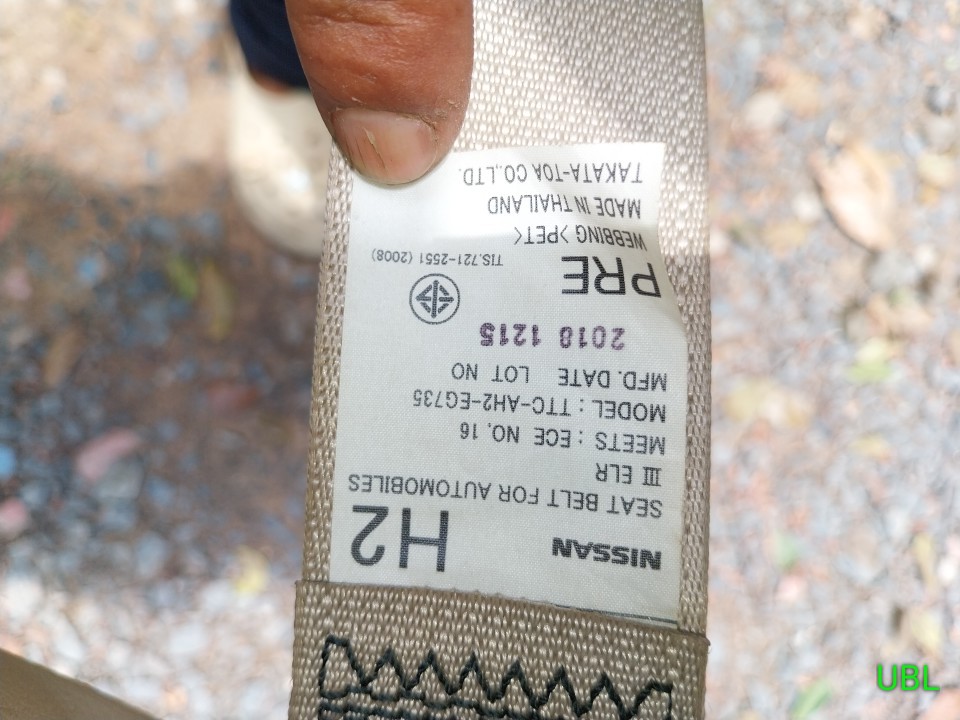 NISSAN H2
SEAT BELT FOR AUTOMOBILES
III ELR
MEETS : ECE NO. 16
MODEL : TTC-AH2-EG735
MFD. DATE LOT NO
2018 1215
PRE
TIS.721-2551 (2008)
WEBBING >PET<
MADE IN THAILAND
TAKATA-TOA CO.,LTD.
UBL